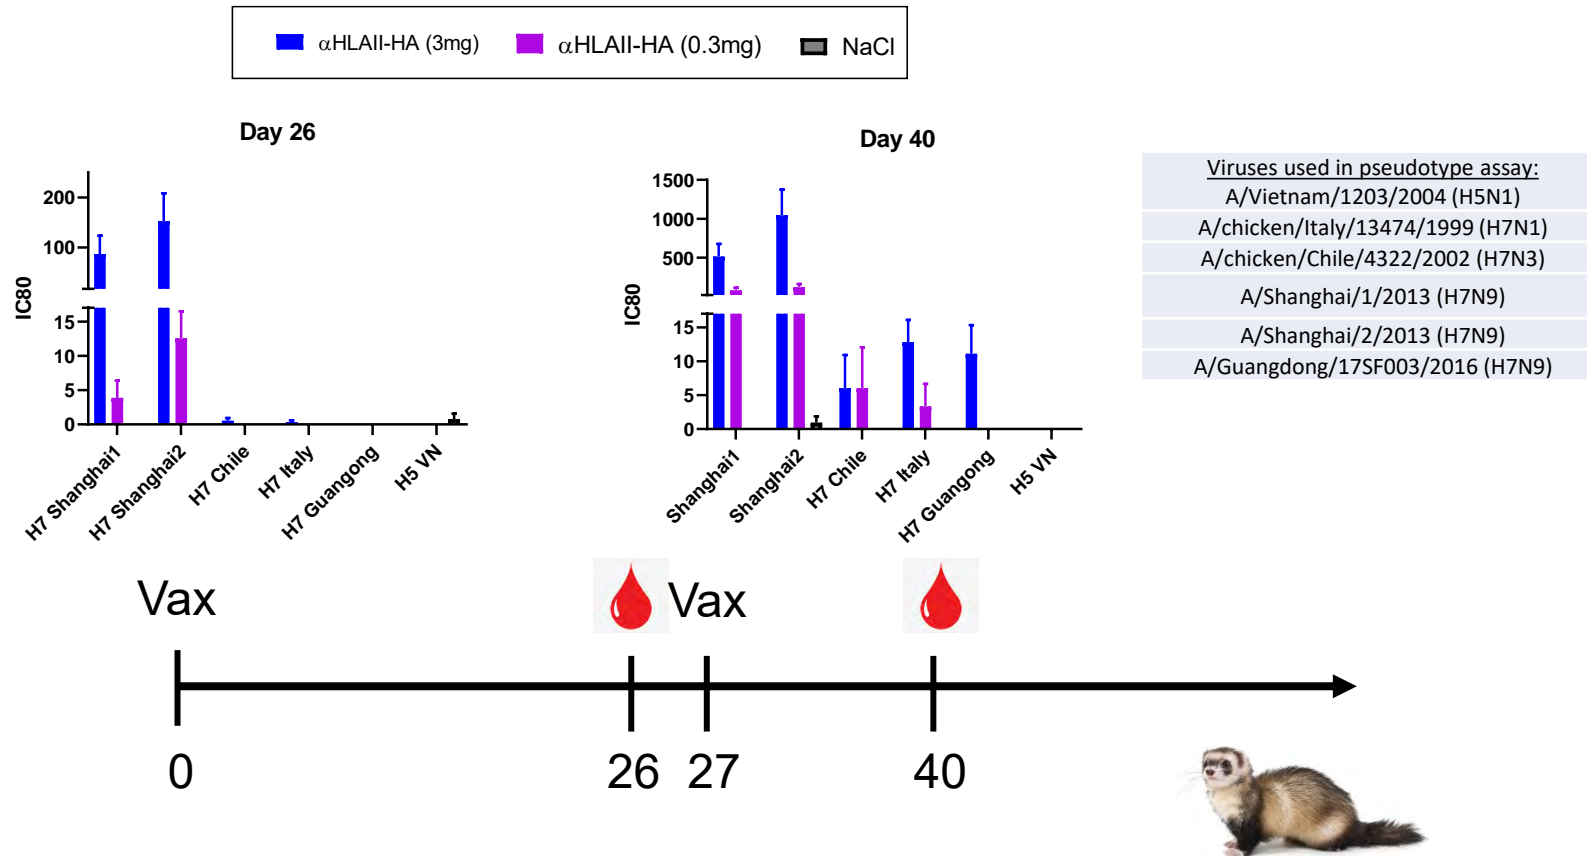 αHLAII-HA (3mg) αHLAII-HA (0.3mg) NaCl
Day 26
200
100
15
10
5
0
IC80
H7 Shanghai1
H7 Shanghai2
H7 Chile
H7 Italy
H7 Guangong
H5 VN
Day 40
1500
1000
500
15
10
5
0
IC80
Shanghai1
Shanghai2
H7 Chile
H7 Italy
H7 Guangong
H5 VN
Viruses used in pseudotype assay:
A/Vietnam/1203/2004 (H5N1)
A/chicken/Italy/13474/1999 (H7N1)
A/chicken/Chile/4322/2002 (H7N3)
A/Shanghai/1/2013 (H7N9)
A/Shanghai/2/2013 (H7N9)
A/Guangdong/17SF003/2016 (H7N9)
Vax Vax
0 26 27 40